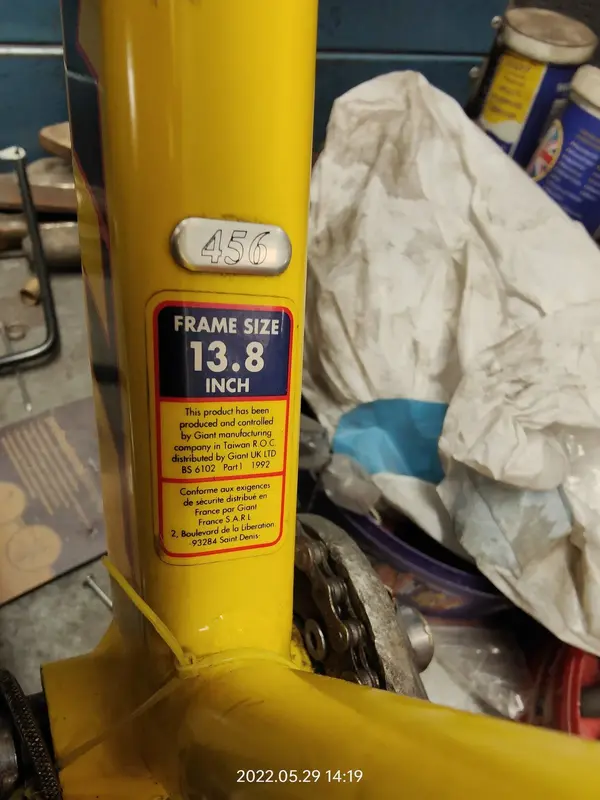 456
FRAME SIZE
13.8
INCH
This product has been
produced and controlled
by Giant manufacturing
company in Taiwan R.O.C.
distributed by Giant UK LTD
BS 6102 Part1 1992
Conforme aux exigences
de sécurite distribué en
France par Giant
France S.A.R.L
2, Boulevard de la Liberation
-93284 Saint Denis-
2022.05.29 14:19